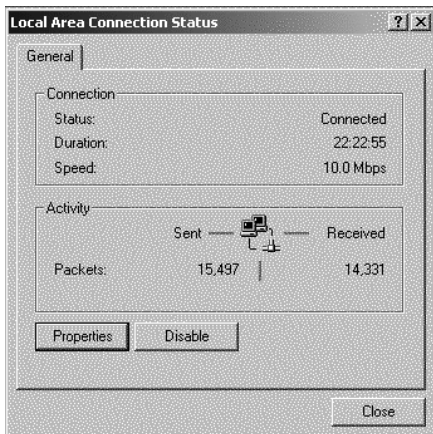 Local Area Connection Status
General
Connection
Status: Connected
Duration: 22:22:55
Speed: 10.0 Mbps
Activity
Sent Received
Packets: 15,497 14,331
Properties Disable
Close